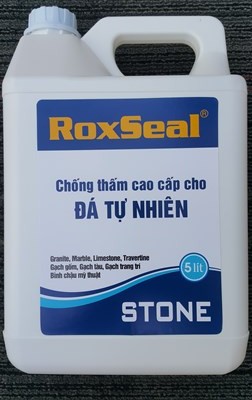 RoxSeal®
Chống thấm cao cấp cho
ĐÁ TỰ NHIÊN
Granite, Marble, Limestone, Travertine
Gạch gốm, Gạch tàu, Gạch trang trí
Bình chậu mỹ thuật
5 lít
STONE